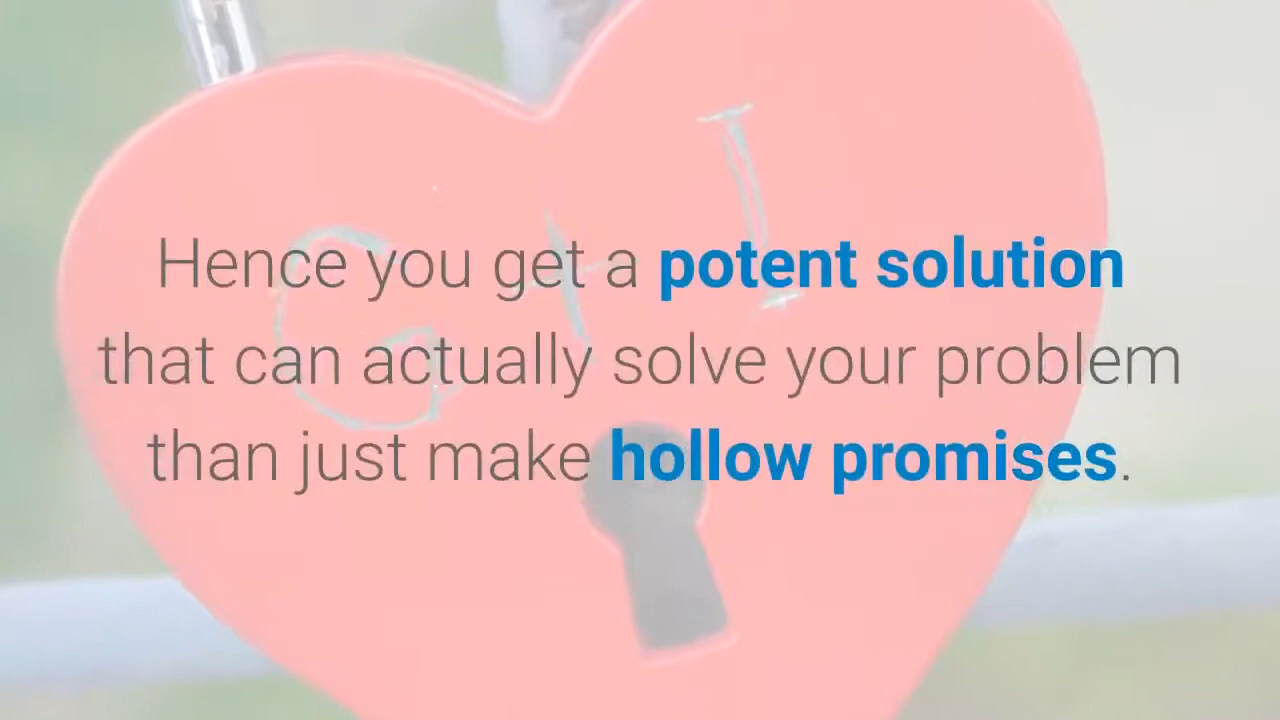 Hence you get a potent solution
that can actually solve your problem
than just make hollow promises.